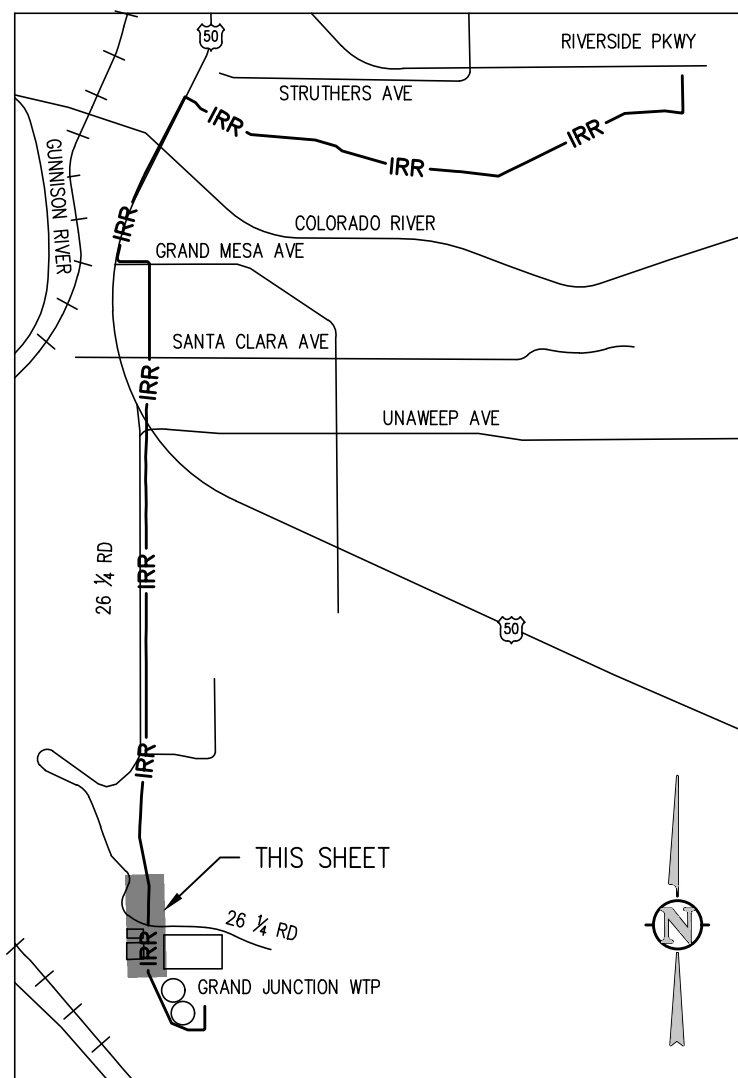 50
RIVERSIDE PKWY
STRUTHERS AVE
IRR
IRR
IRR
GUNNISON RIVER
IRR
COLORADO RIVER
GRAND MESA AVE
SANTA CLARA AVE
IRR
UNAWEEP AVE
26 ¼ RD
IRR
50
IRR
THIS SHEET
26 ¼ RD
IRR
GRAND JUNCTION WTP
N